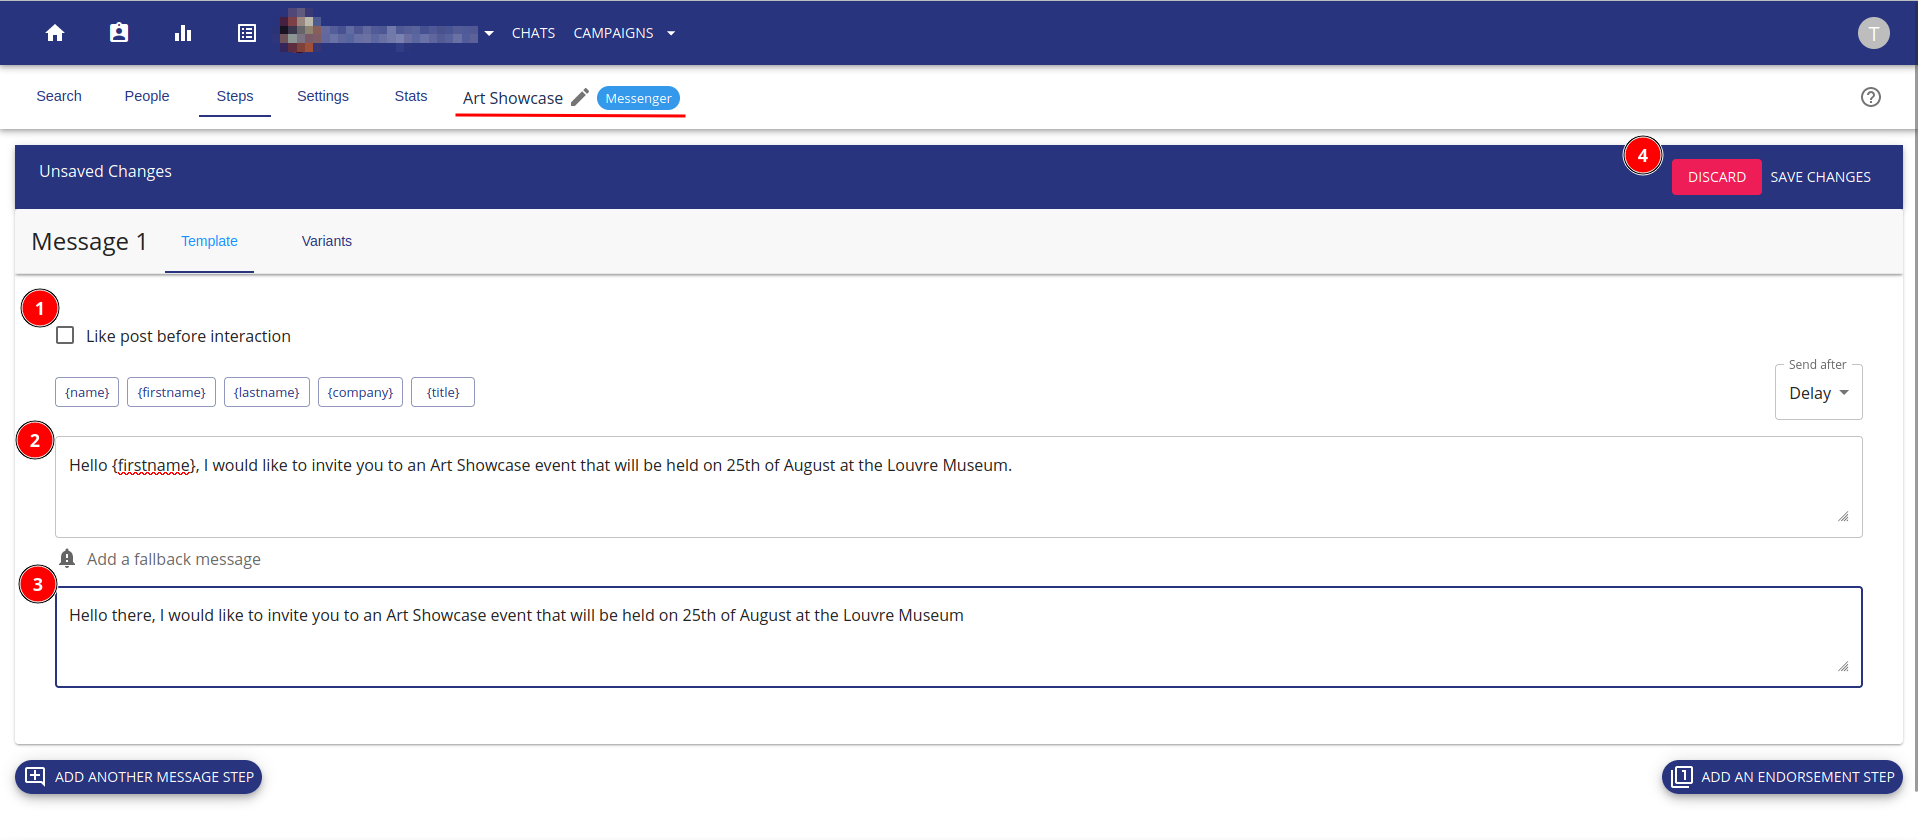 CHATS CAMPAIGNS T
Search People Steps Settings Stats Art Showcase Messenger ?
Unsaved Changes 4 DISCARD SAVE CHANGES
Message 1 Template Variants
1
Like post before interaction
Send after
{name} {firstname} {lastname} {company} {title} Delay
2
Hello {firstname}, I would like to invite you to an Art Showcase event that will be held on 25th of August at the Louvre Museum.
Add a fallback message
3
Hello there, I would like to invite you to an Art Showcase event that will be held on 25th of August at the Louvre Museum
ADD ANOTHER MESSAGE STEP 1 ADD AN ENDORSEMENT STEP